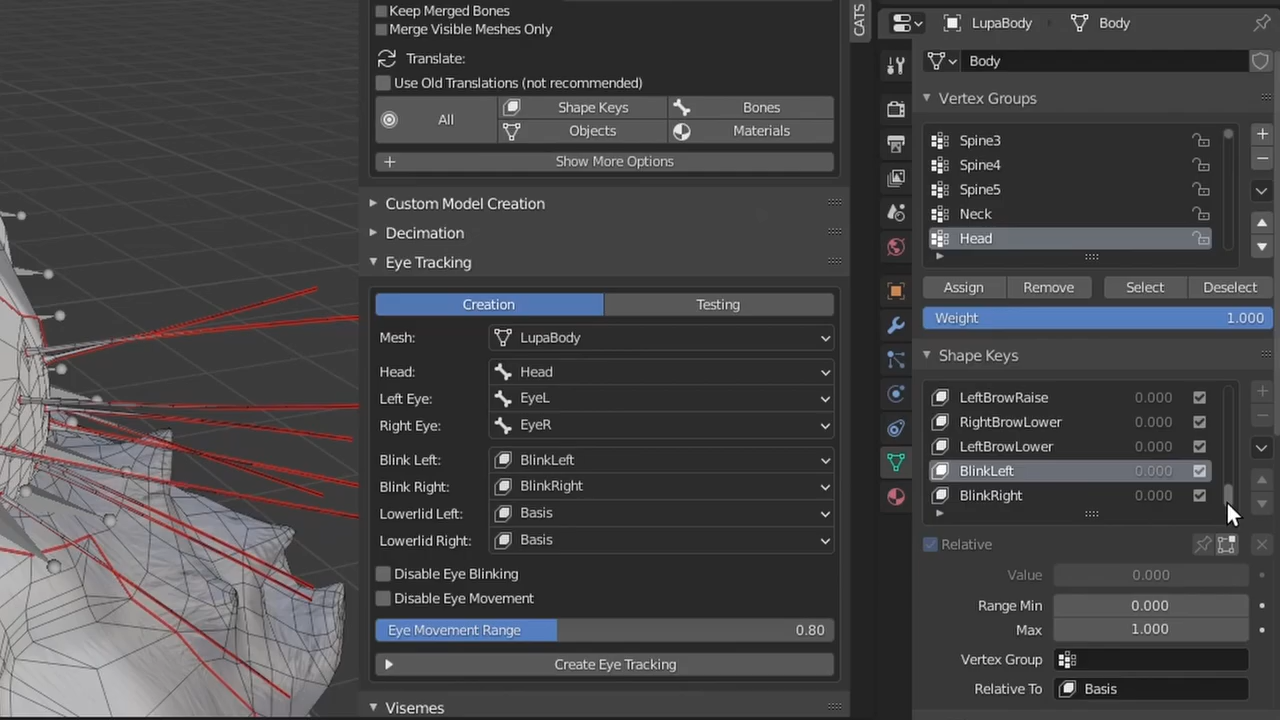 Keep Merged Bones
Merge Visible Meshes Only
Translate:
Use Old Translations (not recommended)
All
Shape Keys
Bones
Objects
Materials
Show More Options
Custom Model Creation
Decimation
Eye Tracking
Creation
Testing
Mesh:
LupaBody
Head:
Head
Left Eye:
EyeL
Right Eye:
EyeR
Blink Left:
BlinkLeft
Blink Right:
BlinkRight
Lowerlid Left:
Basis
Lowerlid Right:
Basis
Disable Eye Blinking
Disable Eye Movement
Eye Movement Range 0.80
Create Eye Tracking
Visemes
CATS
LupaBody
Body
Body
Vertex Groups
Spine3
Spine4
Spine5
Neck
Head
Assign
Remove
Select
Deselect
Weight 1.000
Shape Keys
LeftBrowRaise 0.000
RightBrowLower 0.000
LeftBrowLower 0.000
BlinkLeft 0.000
BlinkRight 0.000
Relative
Value 0.000
Range Min 0.000
Max 1.000
Vertex Group
Relative To Basis